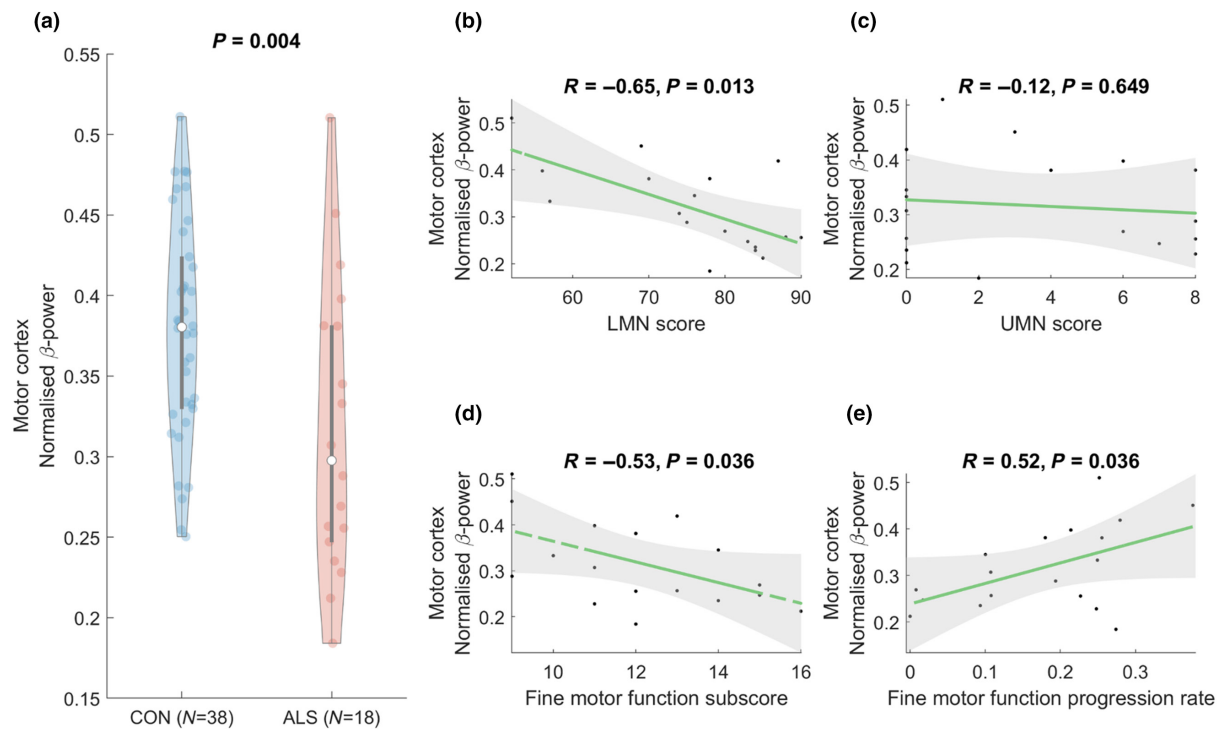 (a)
P = 0.004
Motor cortex
Normalised β-power
0.55
0.5
0.45
0.4
0.35
0.3
0.25
0.2
0.15
CON (N=38)
ALS (N=18)
(b)
R = −0.65, P = 0.013
Motor cortex
Normalised β-power
0.5
0.4
0.3
0.2
60
70
80
90
LMN score
(c)
R = −0.12, P = 0.649
Motor cortex
Normalised β-power
0.5
0.4
0.3
0.2
0
2
4
6
8
UMN score
(d)
R = −0.53, P = 0.036
Motor cortex
Normalised β-power
0.5
0.4
0.3
0.2
10
12
14
16
Fine motor function subscore
(e)
R = 0.52, P = 0.036
Motor cortex
Normalised β-power
0.5
0.4
0.3
0.2
0
0.1
0.2
0.3
Fine motor function progression rate